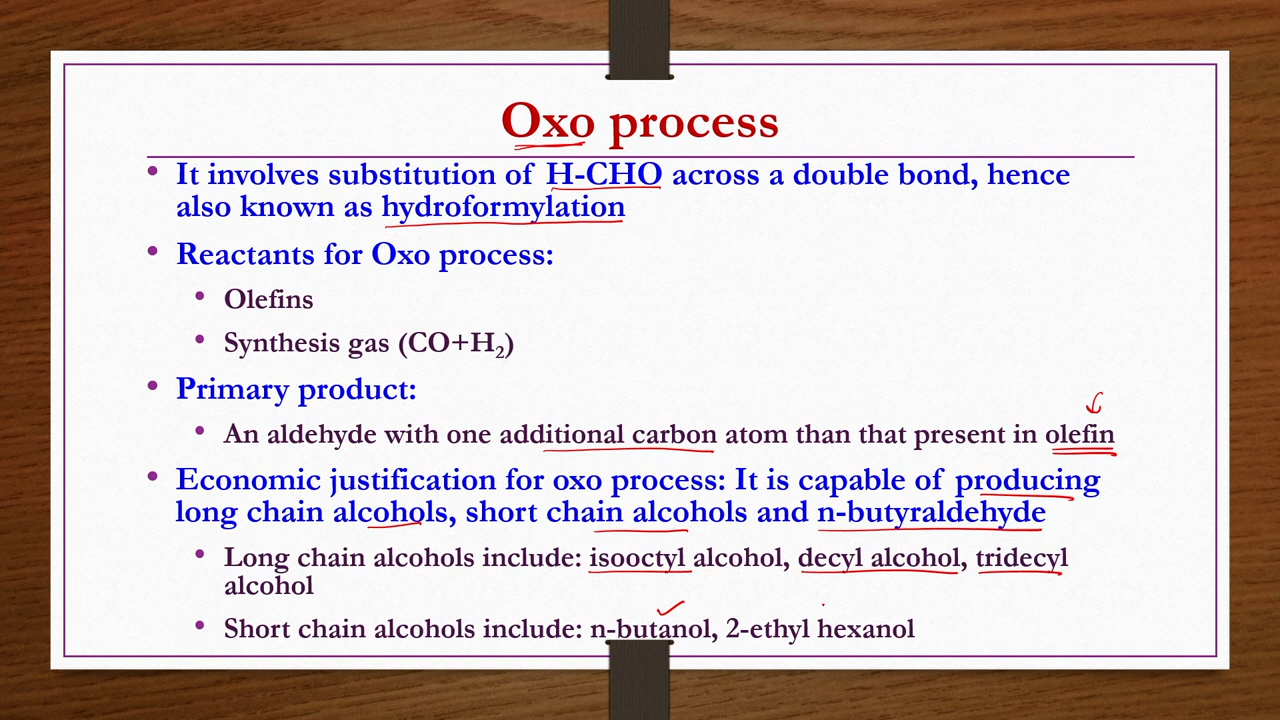 Oxo process
• It involves substitution of H-CHO across a double bond, hence
also known as hydroformylation
• Reactants for Oxo process:
• Olefins
• Synthesis gas (CO+H₂)
• Primary product:
• An aldehyde with one additional carbon atom than that present in olefin
• Economic justification for oxo process: It is capable of producing
long chain alcohols, short chain alcohols and n-butyraldehyde
• Long chain alcohols include: isooctyl alcohol, decyl alcohol, tridecyl
alcohol
• Short chain alcohols include: n-butanol, 2-ethyl hexanol